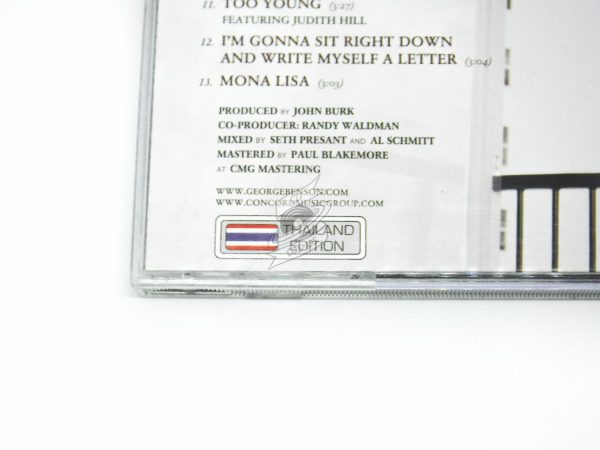 11. TOO YOUNG (3:27)
FEATURING JUDITH HILL
12. I'M GONNA SIT RIGHT DOWN
AND WRITE MYSELF A LETTER (3:04)
13. MONA LISA (3:03)
PRODUCED BY JOHN BURK
CO-PRODUCER: RANDY WALDMAN
MIXED BY SETH PRESANT AND AL SCHMITT
MASTERED BY PAUL BLAKEMORE
AT CMG MASTERING
WWW.GEORGEBENSON.COM
WWW.CONCORDMUSICGROUP.COM
THAILAND
EDITION